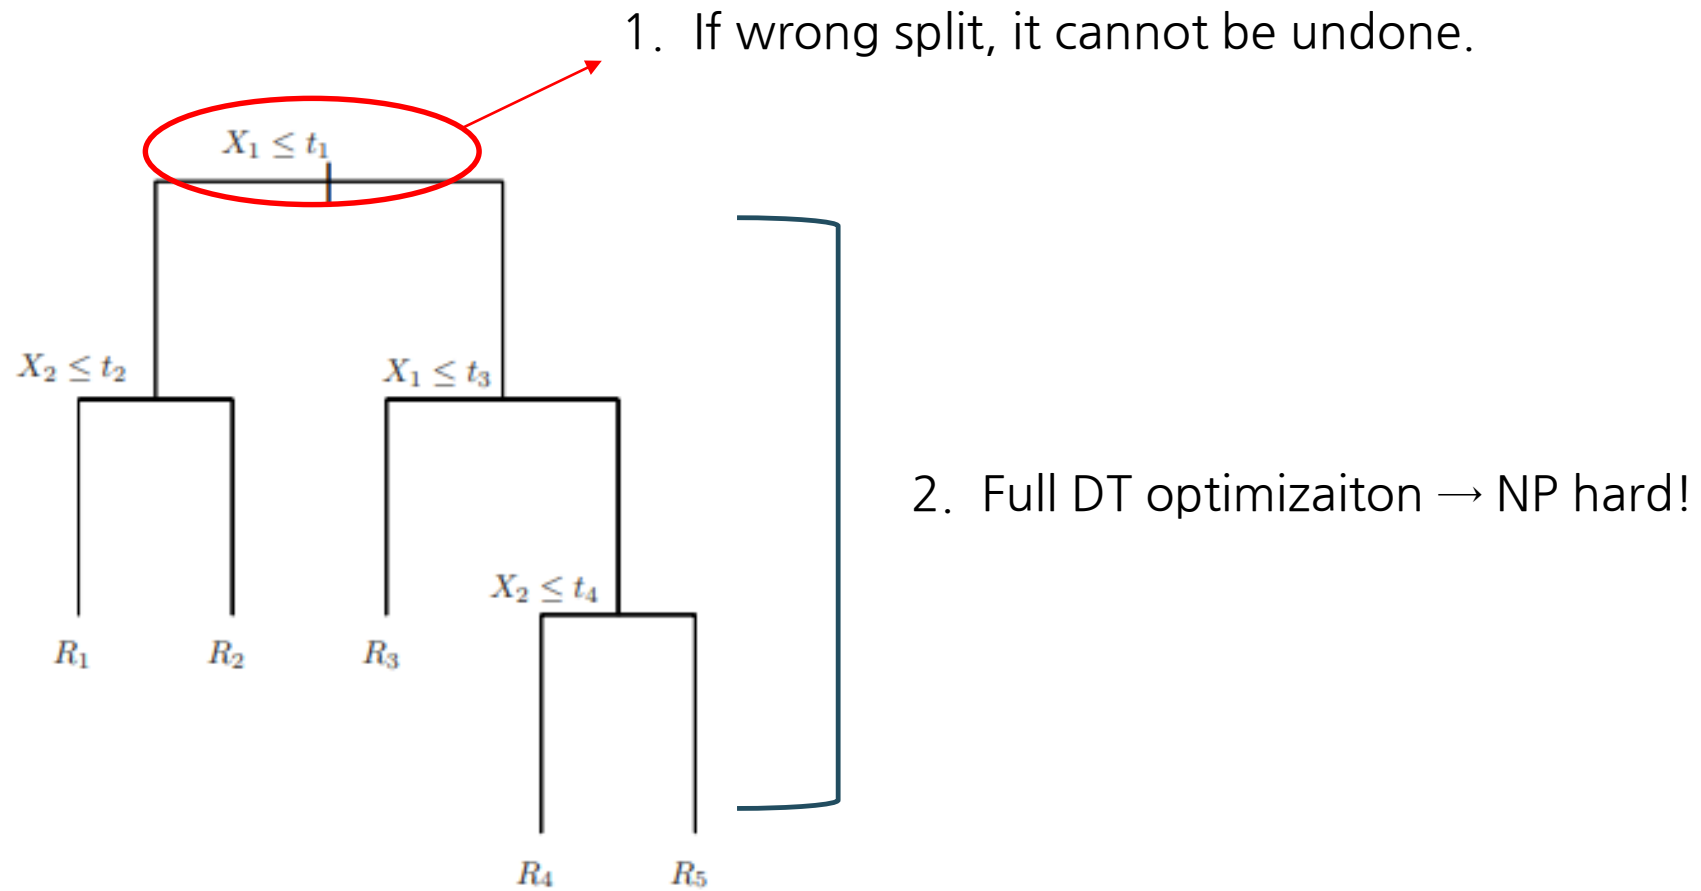 1. If wrong split, it cannot be undone.
X₁ ≤ t₁
X₂ ≤ t₂
X₁ ≤ t₃
2. Full DT optimizaiton → NP hard!
X₂ ≤ t₄
R₁
R₂
R₃
R₄
R₅